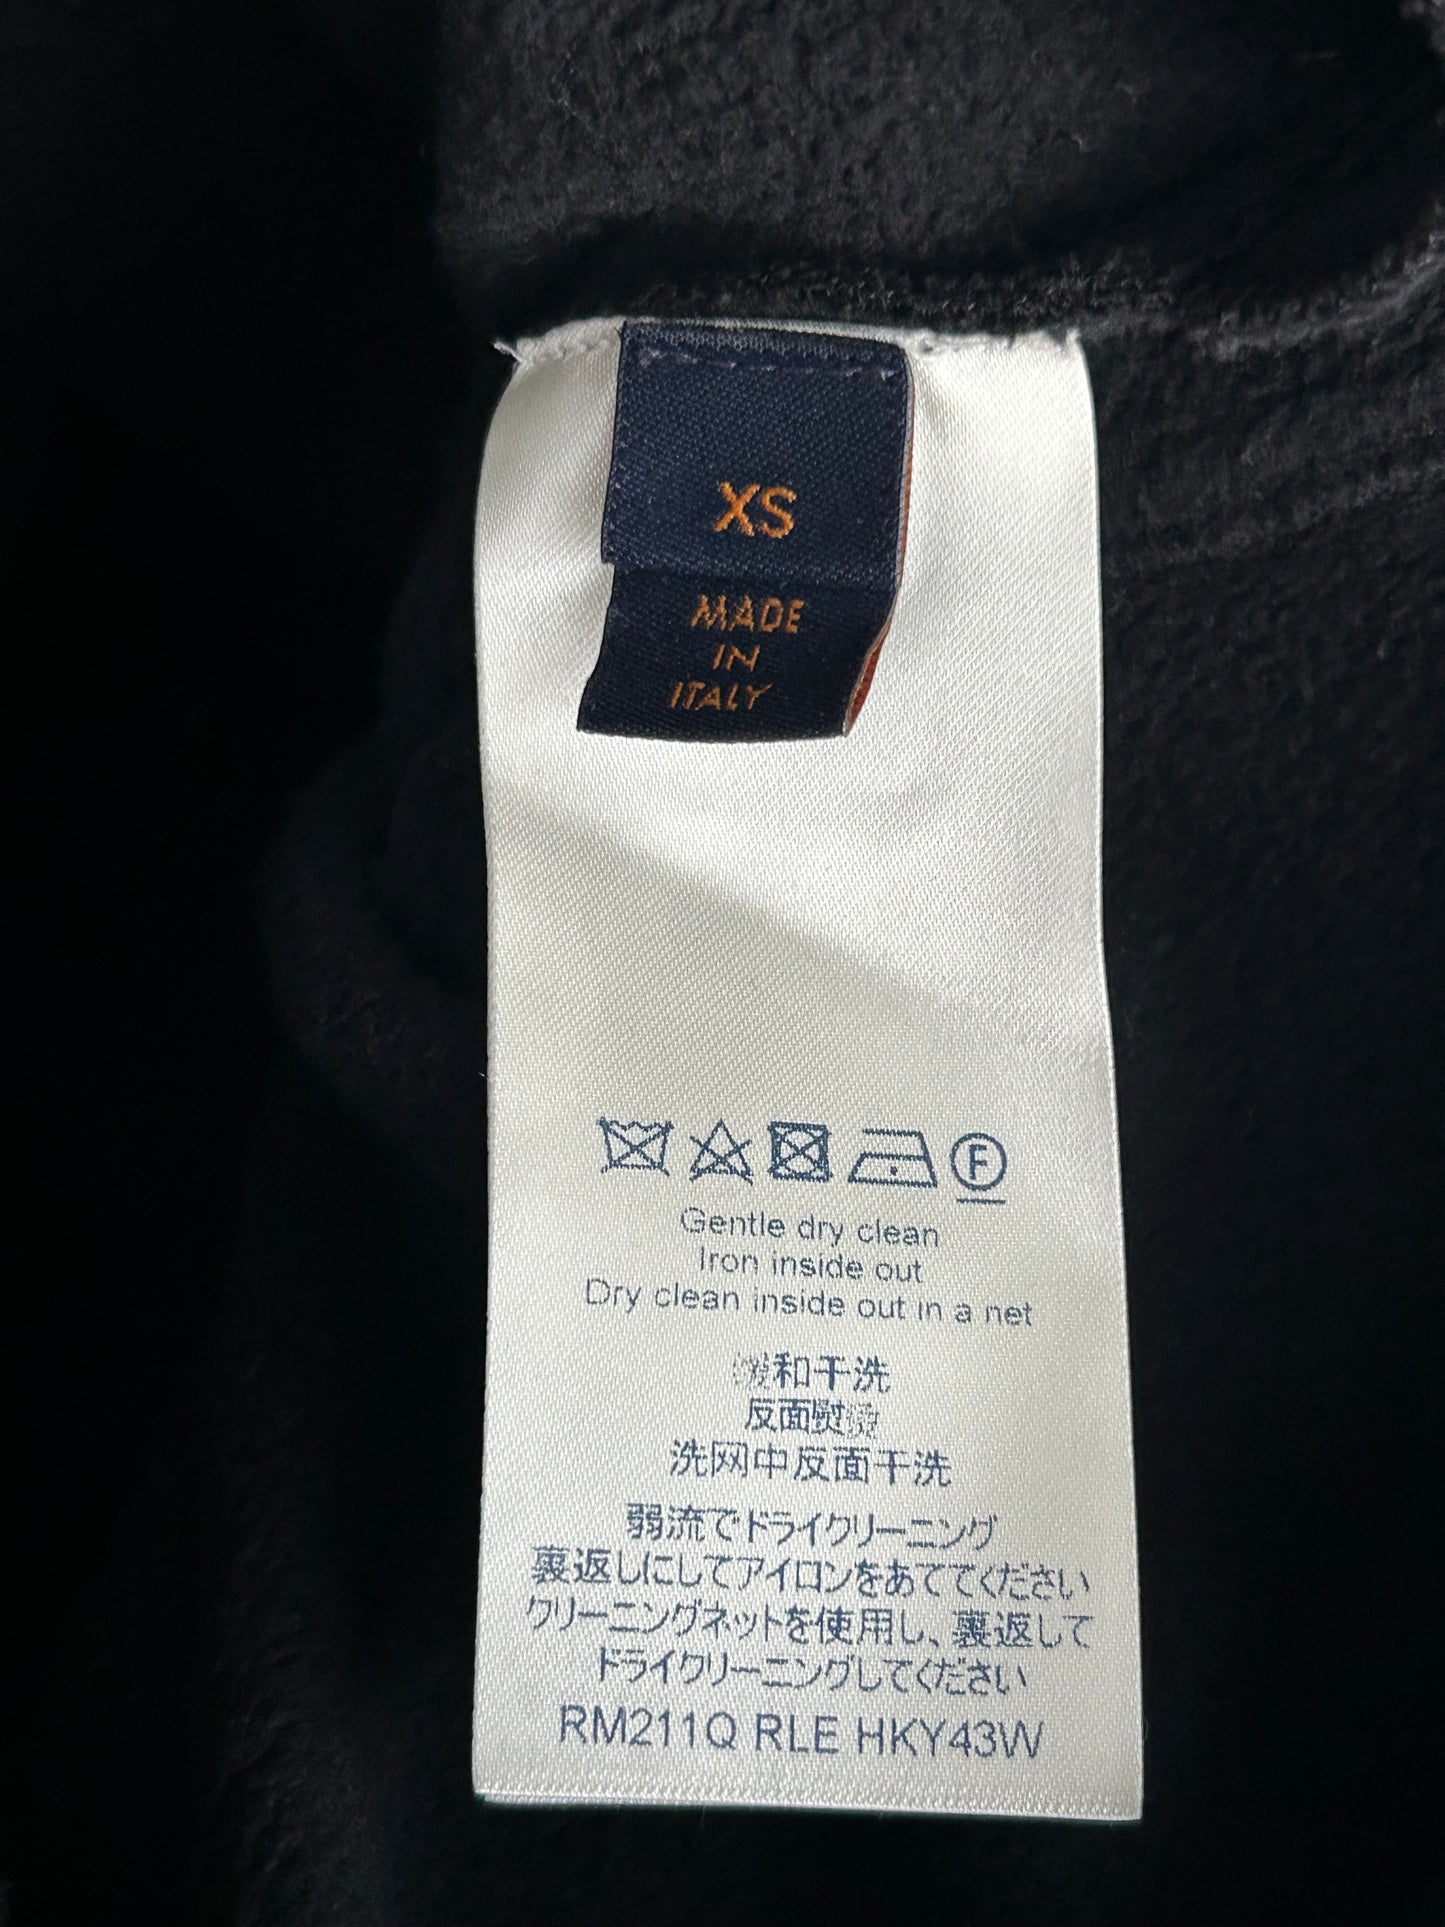 XS
MADE
IN
ITALY
F
Gentle dry clean
Iron inside out
Dry clean inside out in a net
缓和干洗
反面熨烫
洗网中反面干洗
弱流でドライクリーニング
裏返しにしてアイロンをあててください
クリーニングネットを使用し、裏返して
ドライクリーニングしてください
RM211Q RLE HKY43W